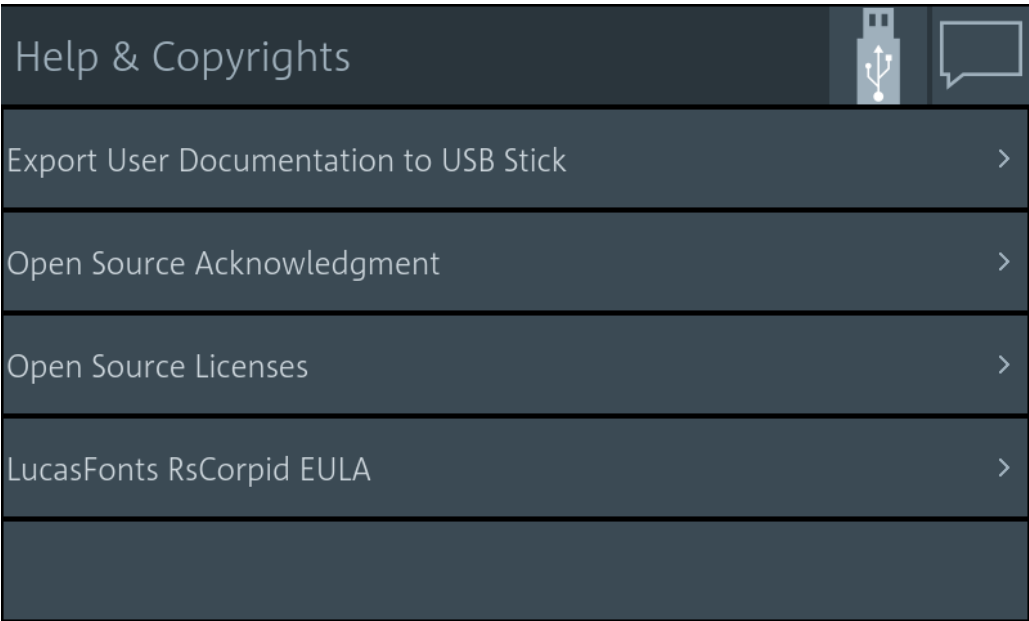 Help & Copyrights
Export User Documentation to USB Stick
Open Source Acknowledgment
Open Source Licenses
LucasFonts RsCorpid EULA